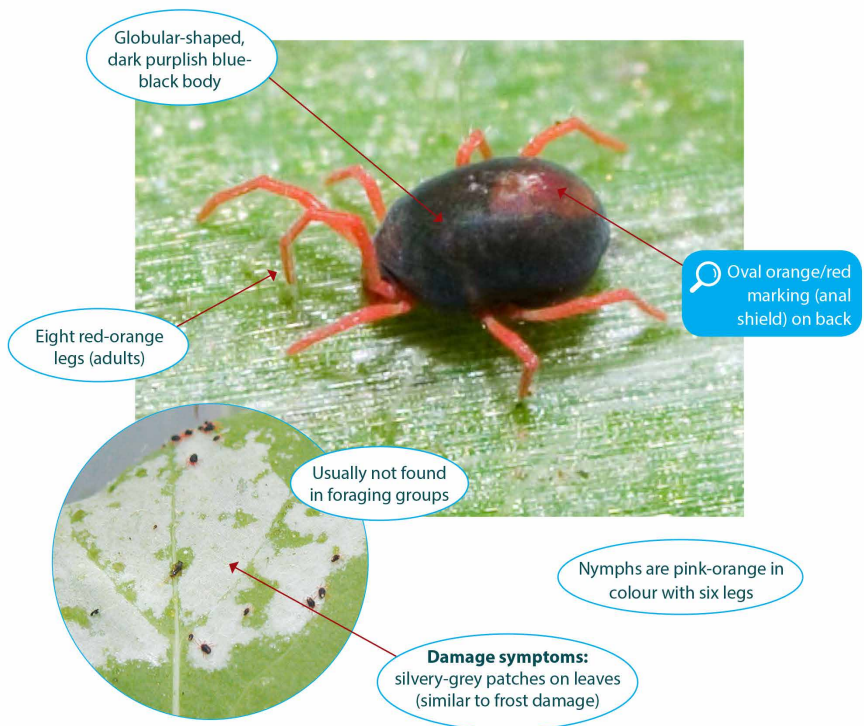 Globular-shaped,
dark purplish blue-
black body
Oval orange/red
marking (anal
shield) on back
Eight red-orange
legs (adults)
Usually not found
in foraging groups
Nymphs are pink-orange in
colour with six legs
Damage symptoms:
silvery-grey patches on leaves
(similar to frost damage)